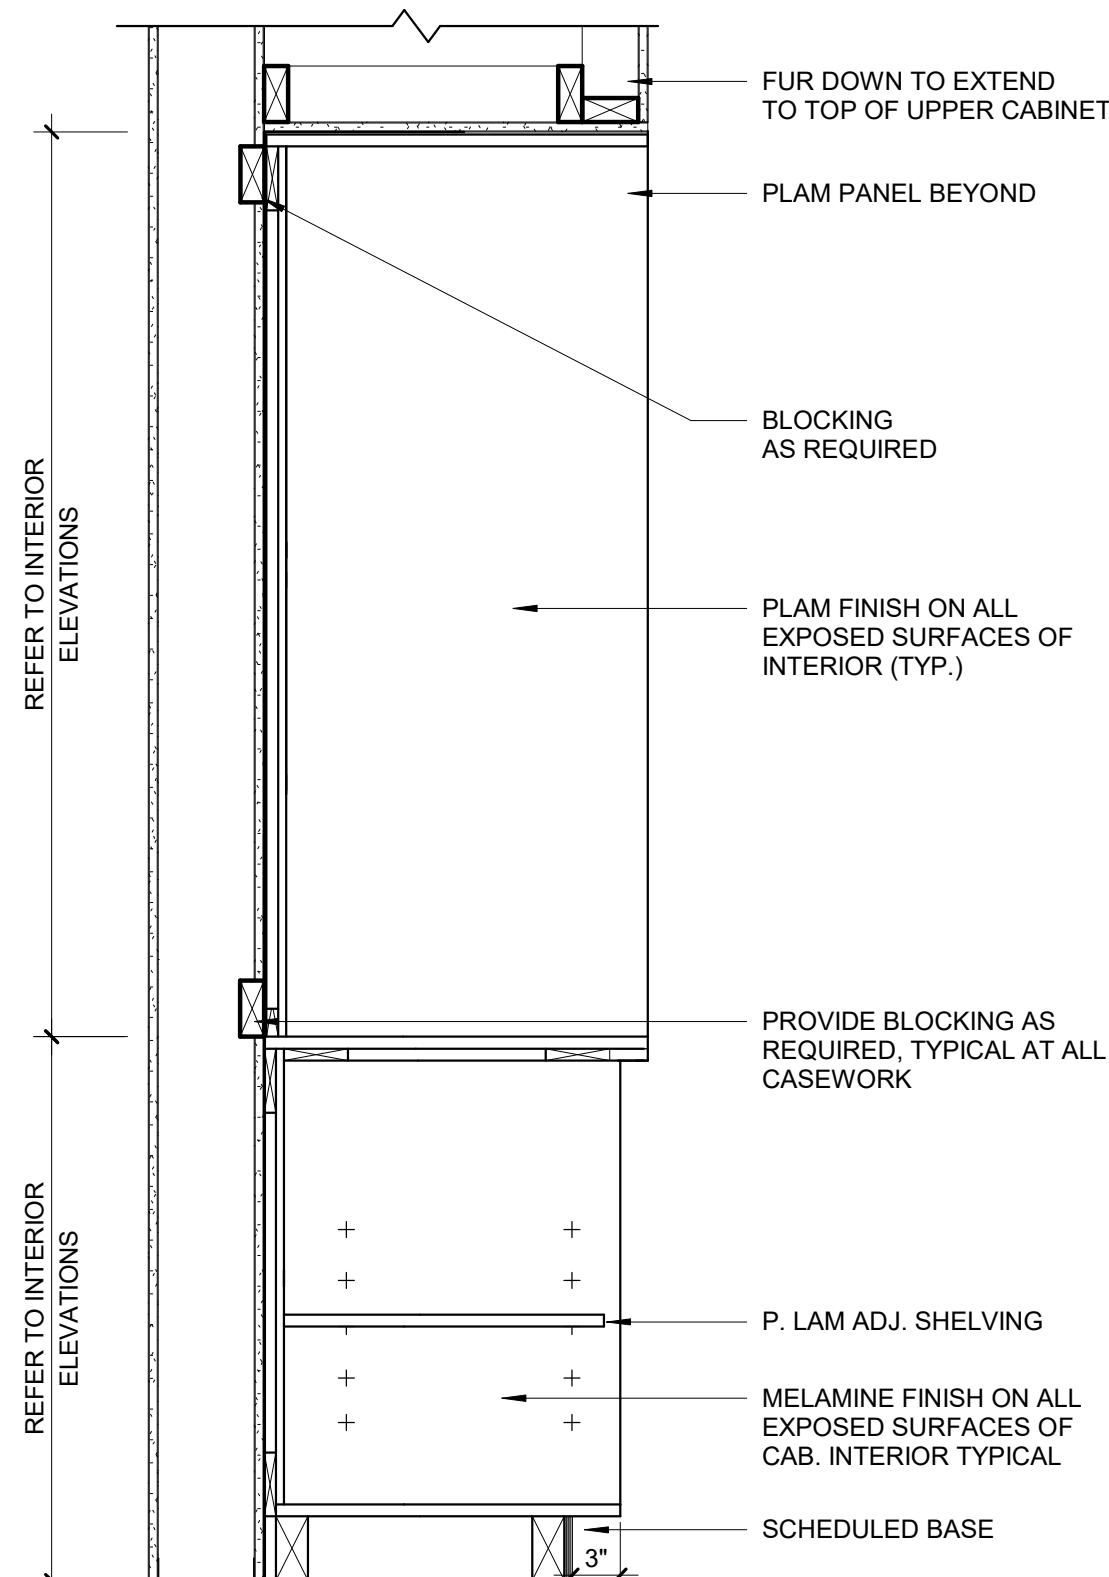 FUR DOWN TO EXTEND
TO TOP OF UPPER CABINET
PLAM PANEL BEYOND
BLOCKING
AS REQUIRED
REFER TO INTERIOR
ELEVATIONS
PLAM FINISH ON ALL
EXPOSED SURFACES OF
INTERIOR (TYP.)
PROVIDE BLOCKING AS
REQUIRED, TYPICAL AT ALL
CASEWORK
REFER TO INTERIOR
ELEVATIONS
P. LAM ADJ. SHELVING
MELAMINE FINISH ON ALL
EXPOSED SURFACES OF
CAB. INTERIOR TYPICAL
SCHEDULED BASE
3"